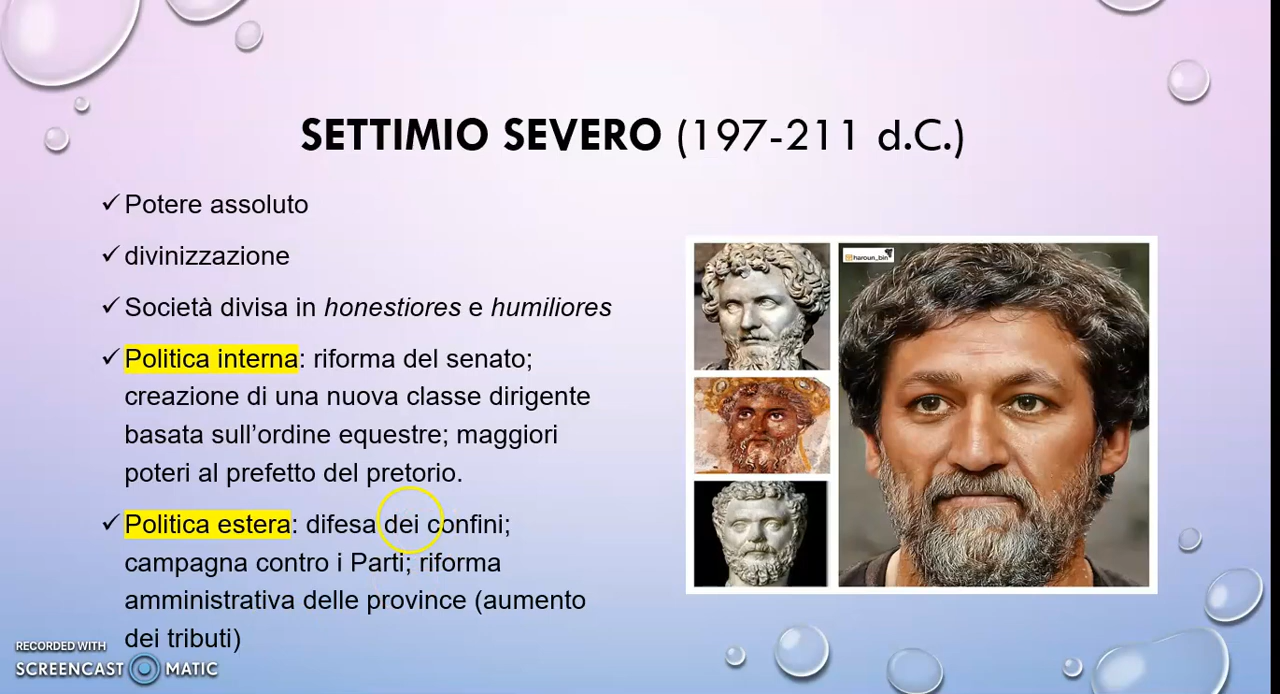 SETTIMIO SEVERO (197-211 d.C.)
✓ Potere assoluto
✓ divinizzazione
✓ Società divisa in honestiores e humiliores
✓ Politica interna: riforma del senato;
creazione di una nuova classe dirigente
basata sull’ordine equestre; maggiori
poteri al prefetto del pretorio.
✓ Politica estera: difesa dei confini;
campagna contro i Parti; riforma
amministrativa delle province (aumento
dei tributi)
haroun_bin
RECORDED WITH
SCREENCAST MATIC